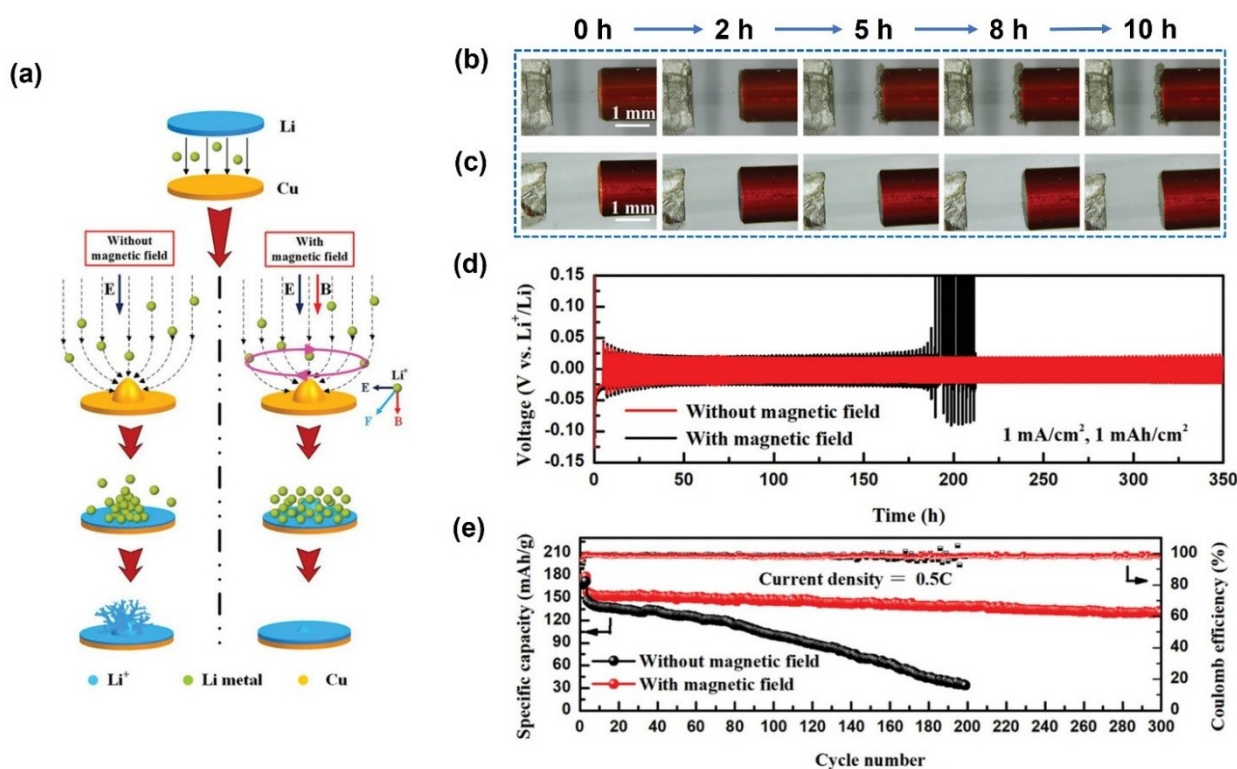 0 h 2 h 5 h 8 h 10 h
(a)
Li
Cu
Without
magnetic field
With
magnetic field
E
E
B
Li⁺
E
F
B
Li⁺ Li metal Cu
(b)
1 mm
(c)
1 mm
(d)
Voltage (V vs. Li⁺/Li)
0.15
0.10
0.05
0.00
-0.05
-0.10
-0.15
Without magnetic field
With magnetic field
1 mA/cm², 1 mAh/cm²
0 50 100 150 200 250 300 350
Time (h)
(e)
Specific capacity (mAh/g)
210
180
150
120
90
60
30
0
Current density = 0.5C
Without magnetic field
With magnetic field
100
80
60
40
20
0
Coulomb efficiency (%)
0 20 40 60 80 100 120 140 160 180 200 220 240 260 280 300
Cycle number